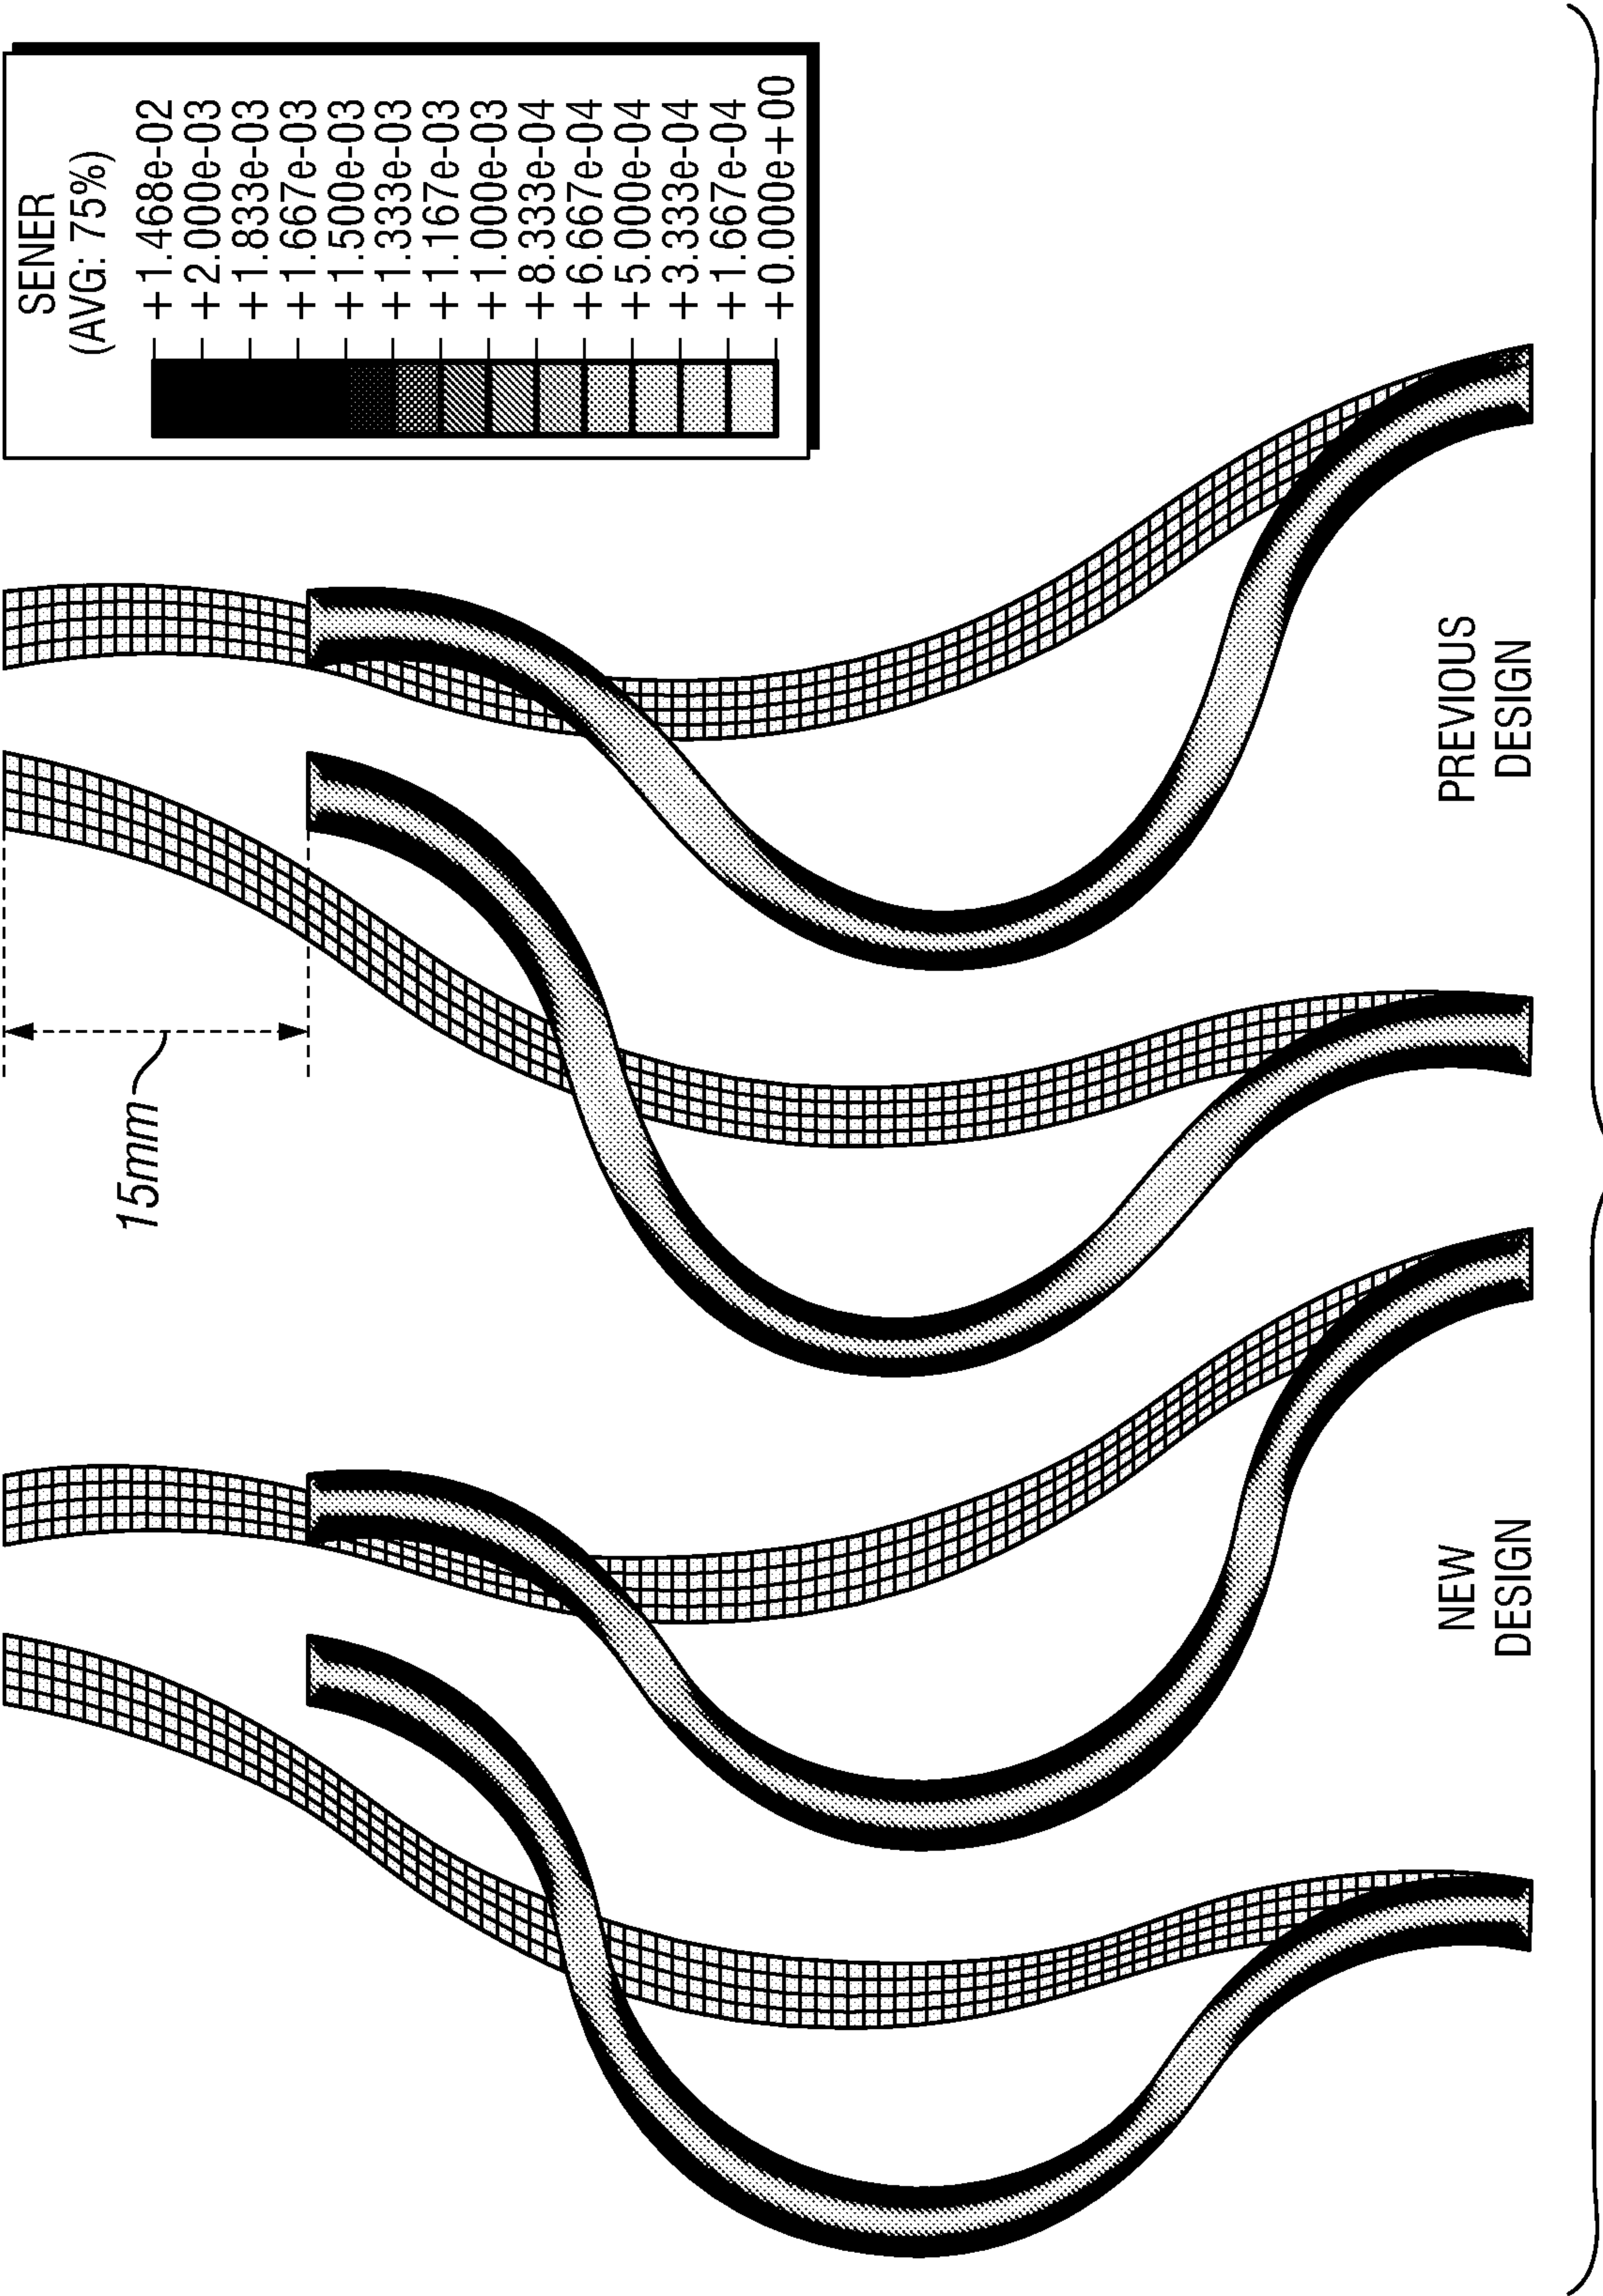 SENER
(AVG: 75%)
+1.468e-02
+2.000e-03
+1.833e-03
+1.667e-03
+1.500e-03
+1.333e-03
+1.167e-03
+1.000e-03
+8.333e-04
+6.667e-04
+5.000e-04
+3.333e-04
+1.667e-04
+0.000e+00
15mm
PREVIOUS
DESIGN
NEW
DESIGN